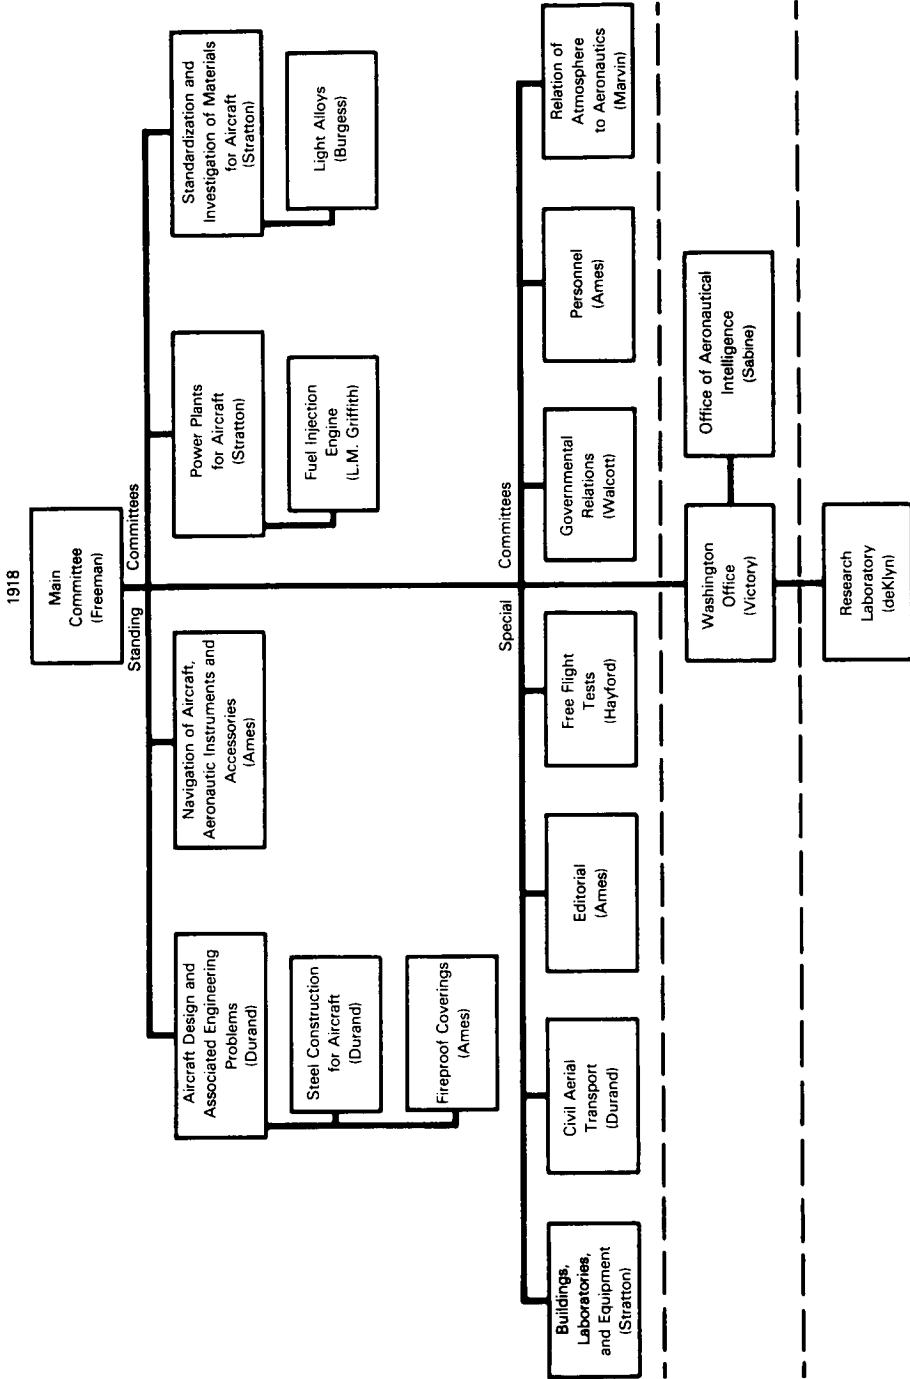 1918
Main
Committee
(Freeman)
Standing Committees
Aircraft Design and
Associated Engineering
Problems
(Durand)
Steel Construction
for Aircraft
(Durand)
Fireproof Coverings
(Ames)
Navigation of Aircraft,
Aeronautic Instruments and
Accessories
(Ames)
Power Plants
for Aircraft
(Stratton)
Fuel Injection
Engine
(L.M. Griffith)
Standardization and
Investigation of Materials
for Aircraft
(Stratton)
Light Alloys
(Burgess)
Special Committees
Buildings,
Laboratories,
and Equipment
(Stratton)
Civil Aerial
Transport
(Durand)
Editorial
(Ames)
Free Flight
Tests
(Hayford)
Governmental
Relations
(Walcott)
Personnel
(Ames)
Relation of
Atmosphere
to Aeronautics
(Marvin)
Washington
Office
(Victory)
Office of Aeronautical
Intelligence
(Sabine)
Research
Laboratory
(deKlyn)